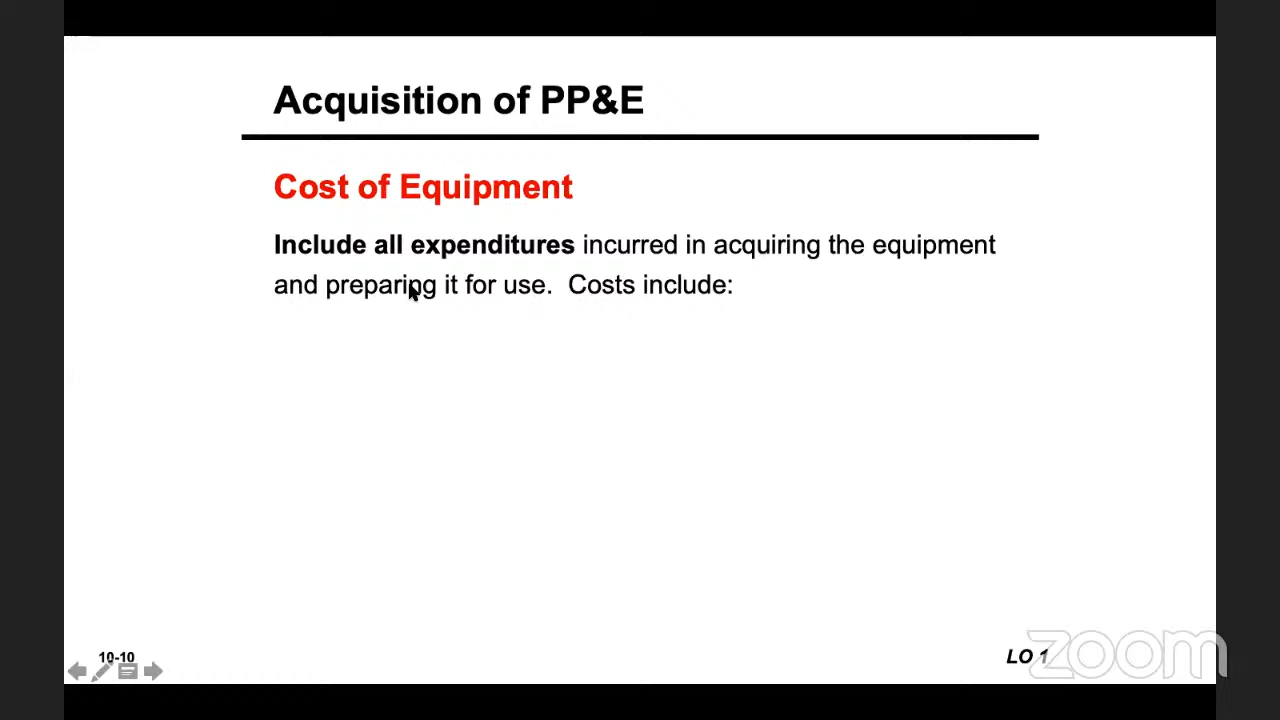 Acquisition of PP&E
Cost of Equipment
Include all expenditures incurred in acquiring the equipment
and preparing it for use.  Costs include:
10-10
LO 1
zoom